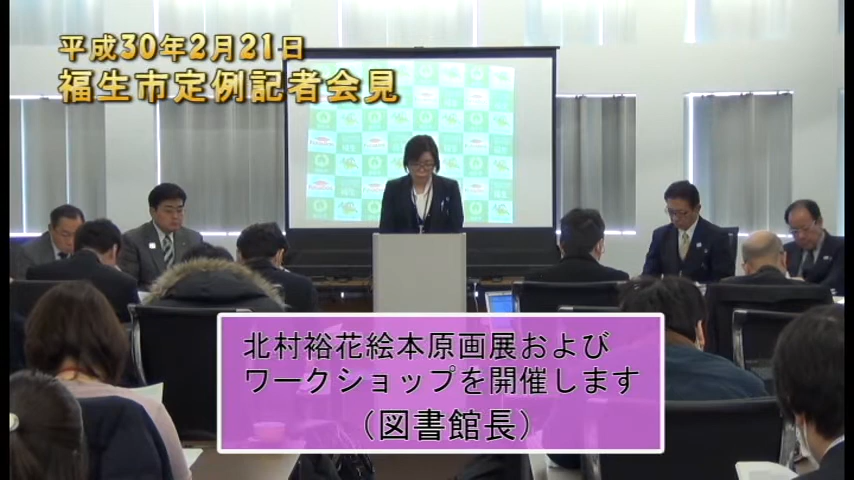 平成30年2月21日
福生市定例記者会見
北村裕花絵本原画展および
ワークショップを開催します
（図書館長）